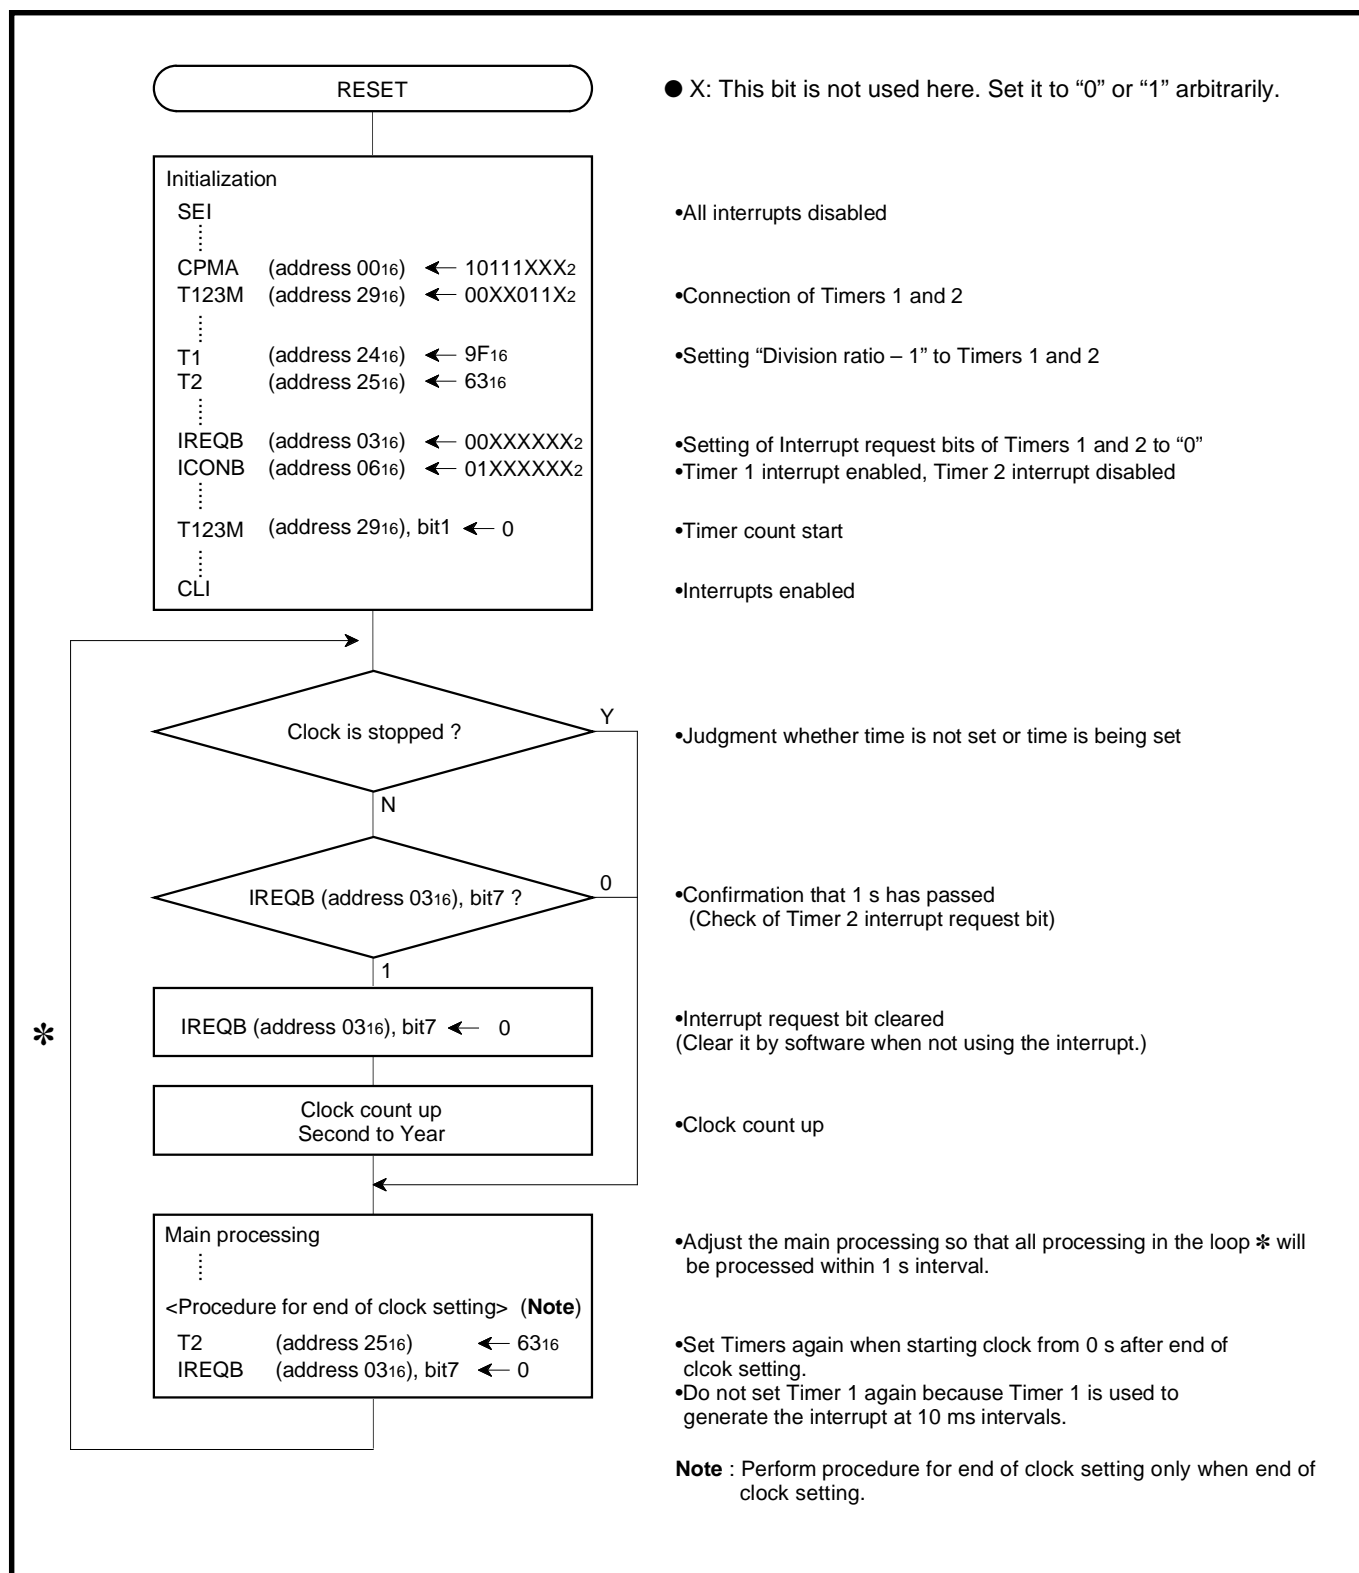 RESET
● X: This bit is not used here. Set it to “0” or “1” arbitrarily.
Initialization
SEI •All interrupts disabled
CPMA (address 0016) ← 10111XXX2
T123M (address 2916) ← 00XX011X2 •Connection of Timers 1 and 2
T1 (address 2416) ← 9F16 •Setting “Division ratio – 1” to Timers 1 and 2
T2 (address 2516) ← 6316
IREQB (address 0316) ← 00XXXXXX2 •Setting of Interrupt request bits of Timers 1 and 2 to “0”
ICONB (address 0616) ← 01XXXXXX2 •Timer 1 interrupt enabled, Timer 2 interrupt disabled
T123M (address 2916), bit1 ← 0 •Timer count start
CLI •Interrupts enabled
Clock is stopped ? Y •Judgment whether time is not set or time is being set
N
IREQB (address 0316), bit7 ? 0 •Confirmation that 1 s has passed
(Check of Timer 2 interrupt request bit)
1
IREQB (address 0316), bit7 ← 0 •Interrupt request bit cleared
(Clear it by software when not using the interrupt.)
✽
Clock count up
Second to Year
•Clock count up
Main processing
•Adjust the main processing so that all processing in the loop ✽ will
be processed within 1 s interval.
<Procedure for end of clock setting> (Note)
T2 (address 2516) ← 6316 •Set Timers again when starting clock from 0 s after end of
clcok setting.
IREQB (address 0316), bit7 ← 0
•Do not set Timer 1 again because Timer 1 is used to
generate the interrupt at 10 ms intervals.
Note : Perform procedure for end of clock setting only when end of
clock setting.